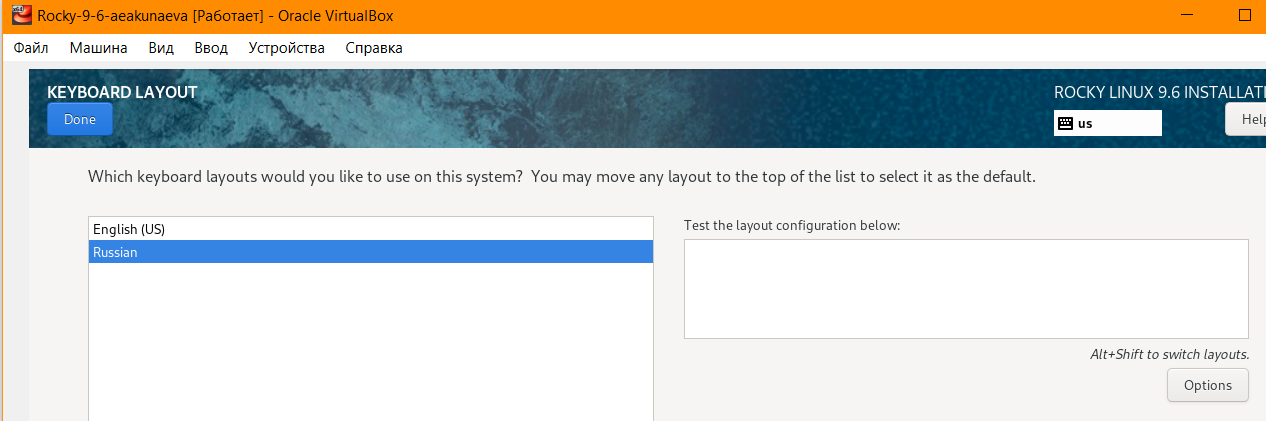 Rocky-9-6-aeakunaeva [Работает] - Oracle VirtualBox
Файл Машина Вид Ввод Устройства Справка
KEYBOARD LAYOUT
Done
ROCKY LINUX 9.6 INSTALLATI
us
Help
Which keyboard layouts would you like to use on this system? You may move any layout to the top of the list to select it as the default.
English (US)
Russian
Test the layout configuration below:
Alt+Shift to switch layouts.
Options